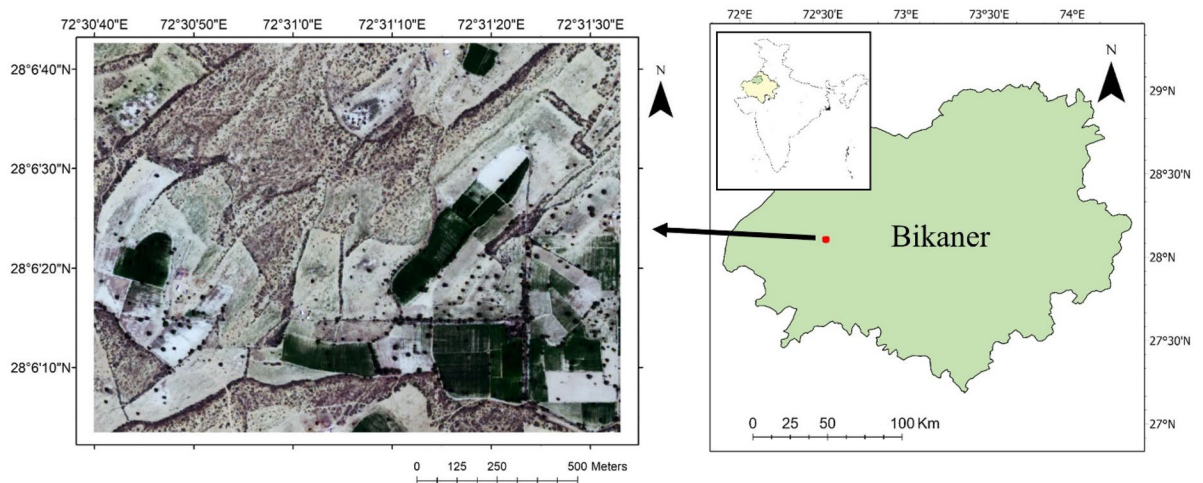 72°30'40"E 72°30'50"E 72°31'0"E 72°31'10"E 72°31'20"E 72°31'30"E
28°6'40"N
28°6'30"N
28°6'20"N
28°6'10"N
N
0 125 250 500 Meters
72°E 72°30'E 73°E 73°30'E 74°E
N
29°N
28°30'N
28°N
27°30'N
27°N
Bikaner
0 25 50 100 Km